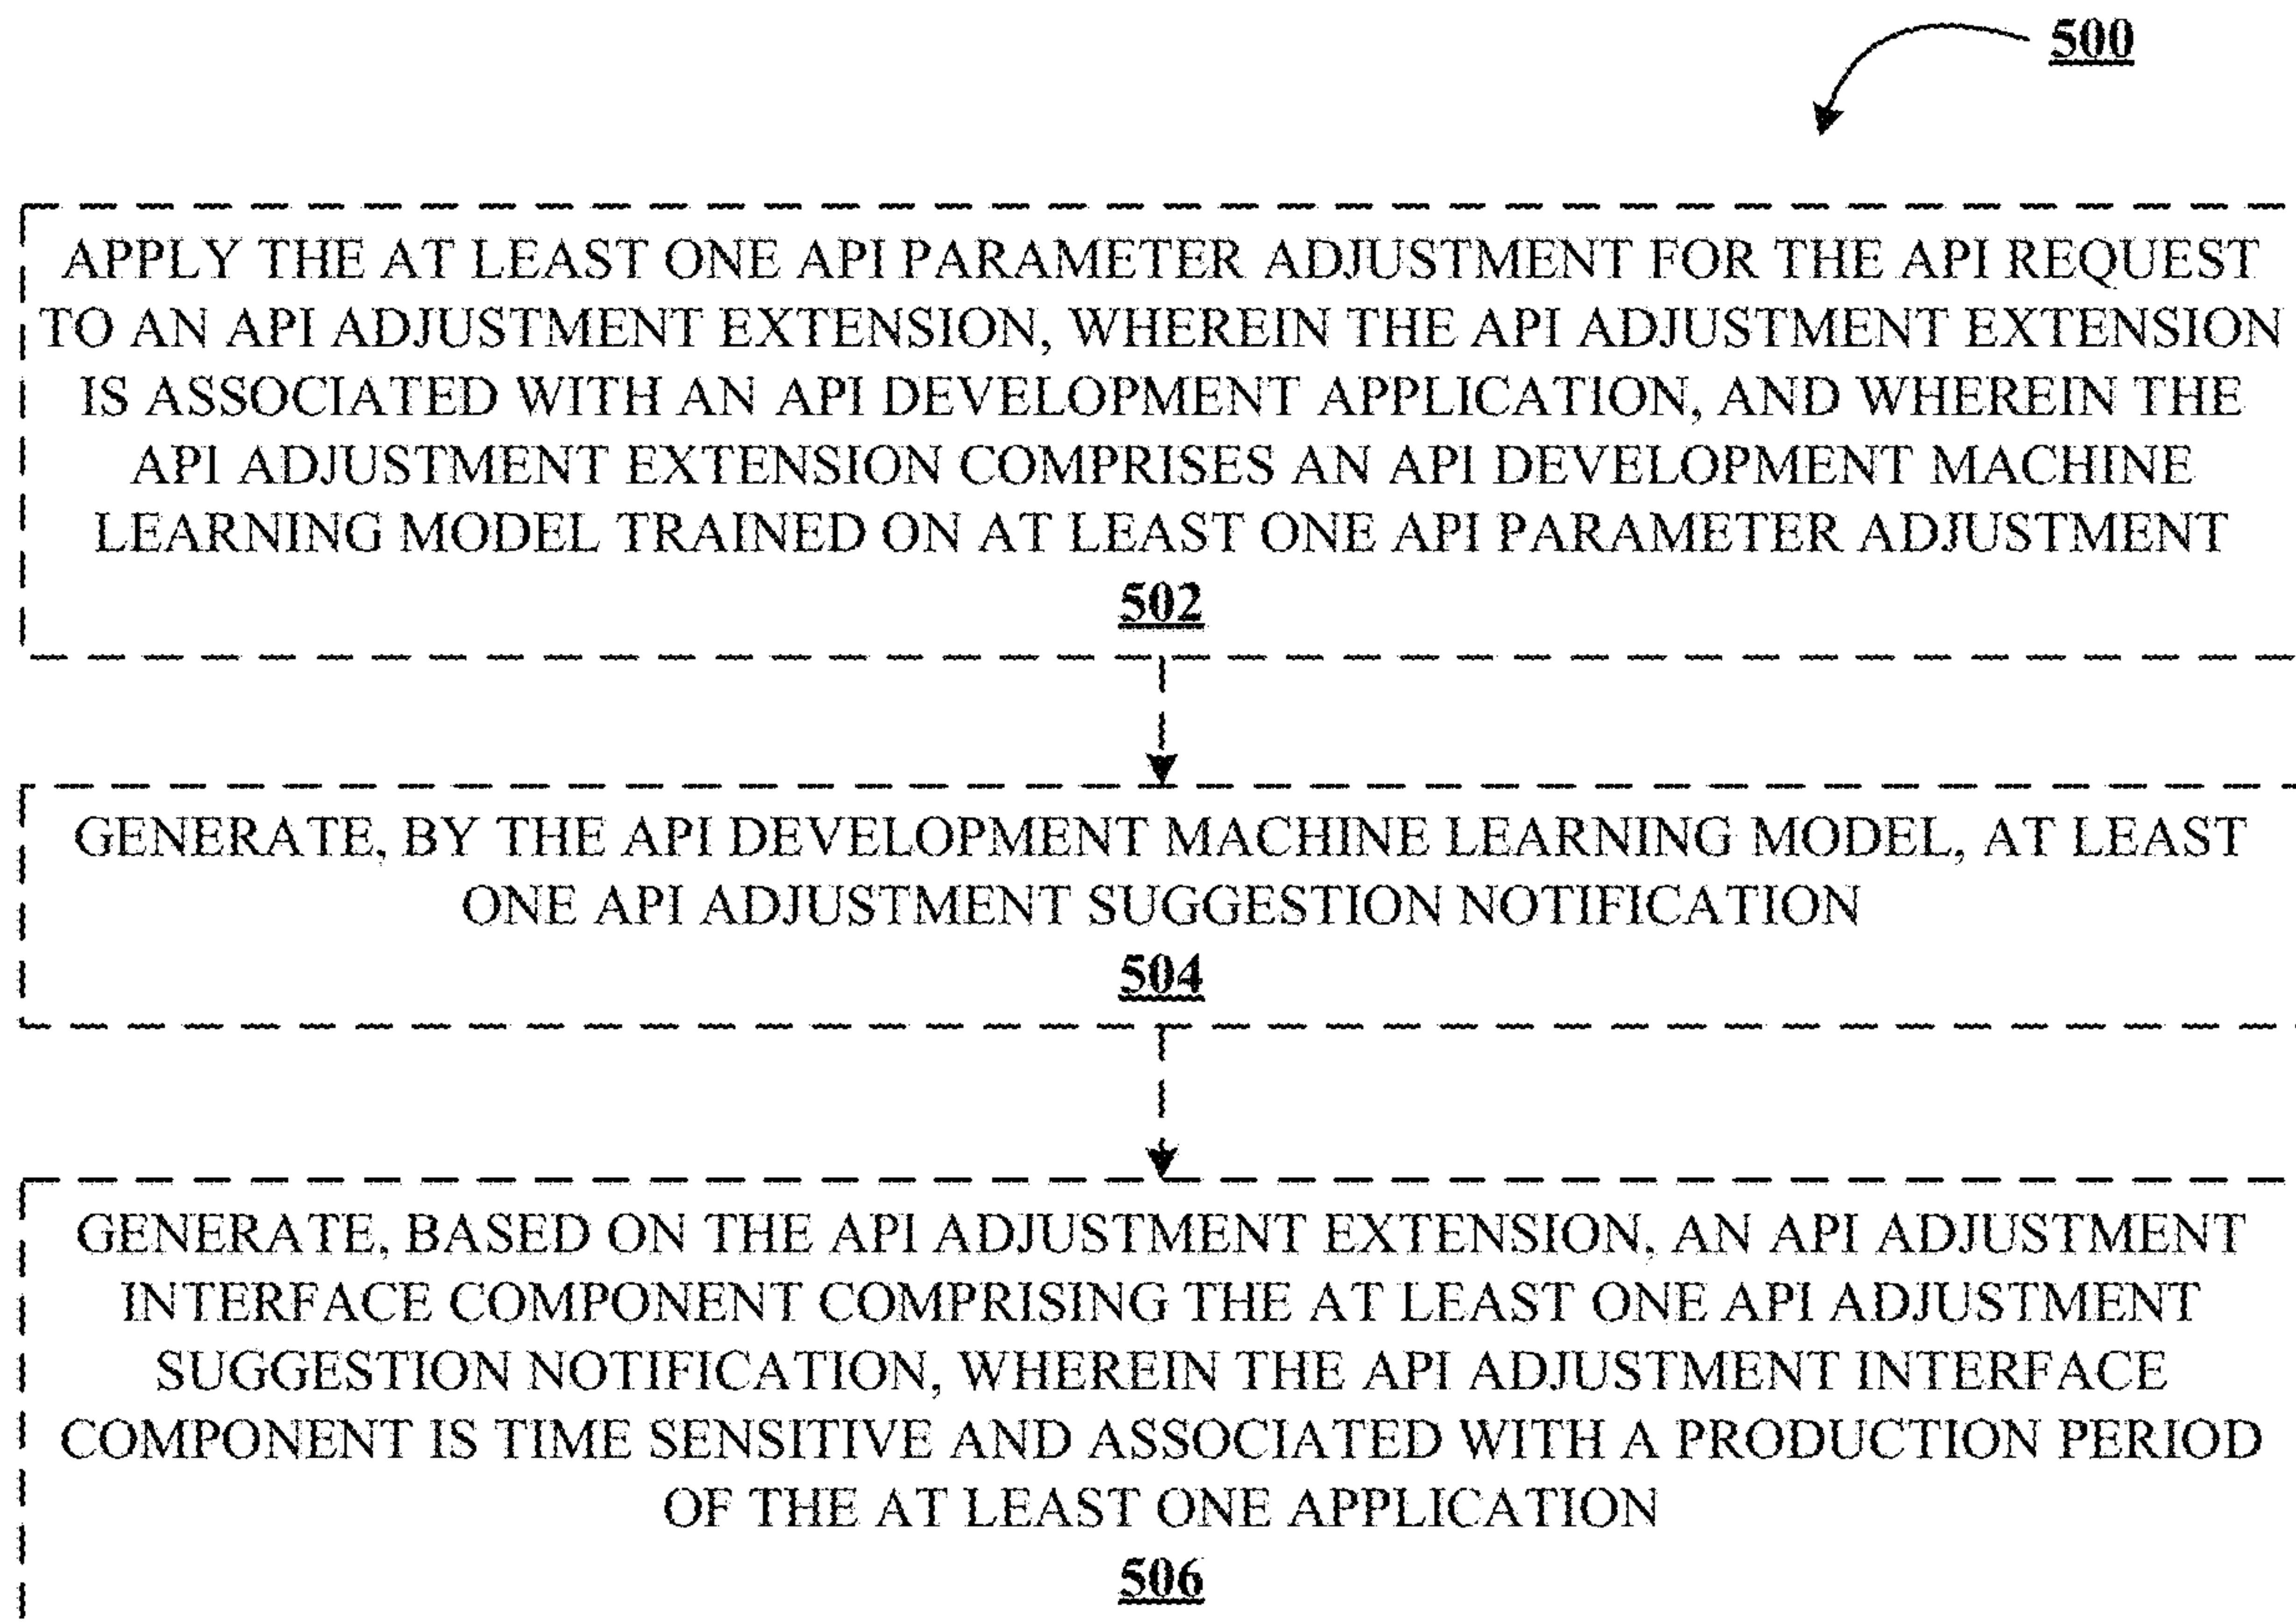 500
APPLY THE AT LEAST ONE API PARAMETER ADJUSTMENT FOR THE API REQUEST
TO AN API ADJUSTMENT EXTENSION, WHEREIN THE API ADJUSTMENT EXTENSION
IS ASSOCIATED WITH AN API DEVELOPMENT APPLICATION, AND WHEREIN THE
API ADJUSTMENT EXTENSION COMPRISES AN API DEVELOPMENT MACHINE
LEARNING MODEL TRAINED ON AT LEAST ONE API PARAMETER ADJUSTMENT
502
GENERATE, BY THE API DEVELOPMENT MACHINE LEARNING MODEL, AT LEAST
ONE API ADJUSTMENT SUGGESTION NOTIFICATION
504
GENERATE, BASED ON THE API ADJUSTMENT EXTENSION, AN API ADJUSTMENT
INTERFACE COMPONENT COMPRISING THE AT LEAST ONE API ADJUSTMENT
SUGGESTION NOTIFICATION, WHEREIN THE API ADJUSTMENT INTERFACE
COMPONENT IS TIME SENSITIVE AND ASSOCIATED WITH A PRODUCTION PERIOD
OF THE AT LEAST ONE APPLICATION
506